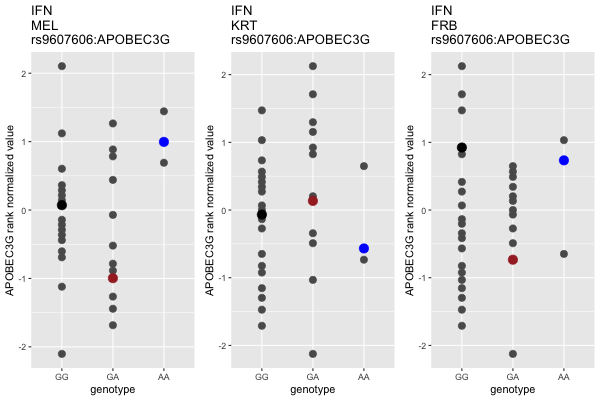 IFN
MEL
rs9607606:APOBEC3G
APOBEC3G rank normalized value
2
1
0
-1
-2
GG GA AA
genotype
IFN
KRT
rs9607606:APOBEC3G
APOBEC3G rank normalized value
2
1
0
-1
-2
GG GA AA
genotype
IFN
FRB
rs9607606:APOBEC3G
APOBEC3G rank normalized value
2
1
0
-1
-2
GG GA AA
genotype